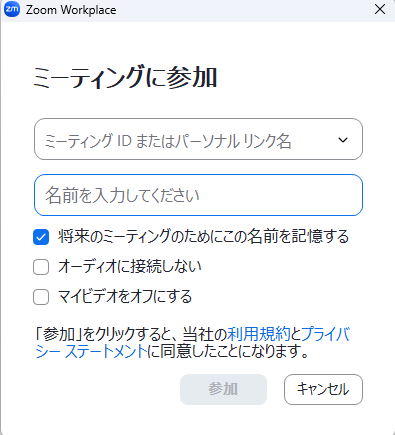 zm Zoom Workplace
ミーティングに参加
ミーティング ID またはパーソナル リンク名
名前を入力してください
将来のミーティングのためにこの名前を記憶する
オーディオに接続しない
マイビデオをオフにする
「参加」をクリックすると、当社の利用規約とプライバ
シー ステートメントに同意したことになります。
参加 キャンセル